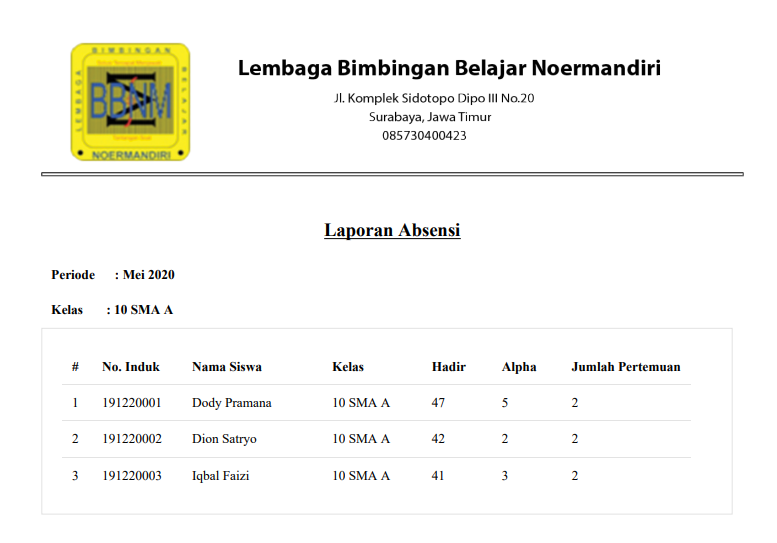 BIMBINGAN
LEMBAGA
BELAJAR
BBNM
NOERMANDIRI
Lembaga Bimbingan Belajar Noermandiri
Jl. Komplek Sidotopo Dipo III No.20
Surabaya, Jawa Timur
085730400423
Laporan Absensi
Periode : Mei 2020
Kelas : 10 SMA A
# No. Induk Nama Siswa Kelas Hadir Alpha Jumlah Pertemuan
1 191220001 Dody Pramana 10 SMA A 47 5 2
2 191220002 Dion Satryo 10 SMA A 42 2 2
3 191220003 Iqbal Faizi 10 SMA A 41 3 2